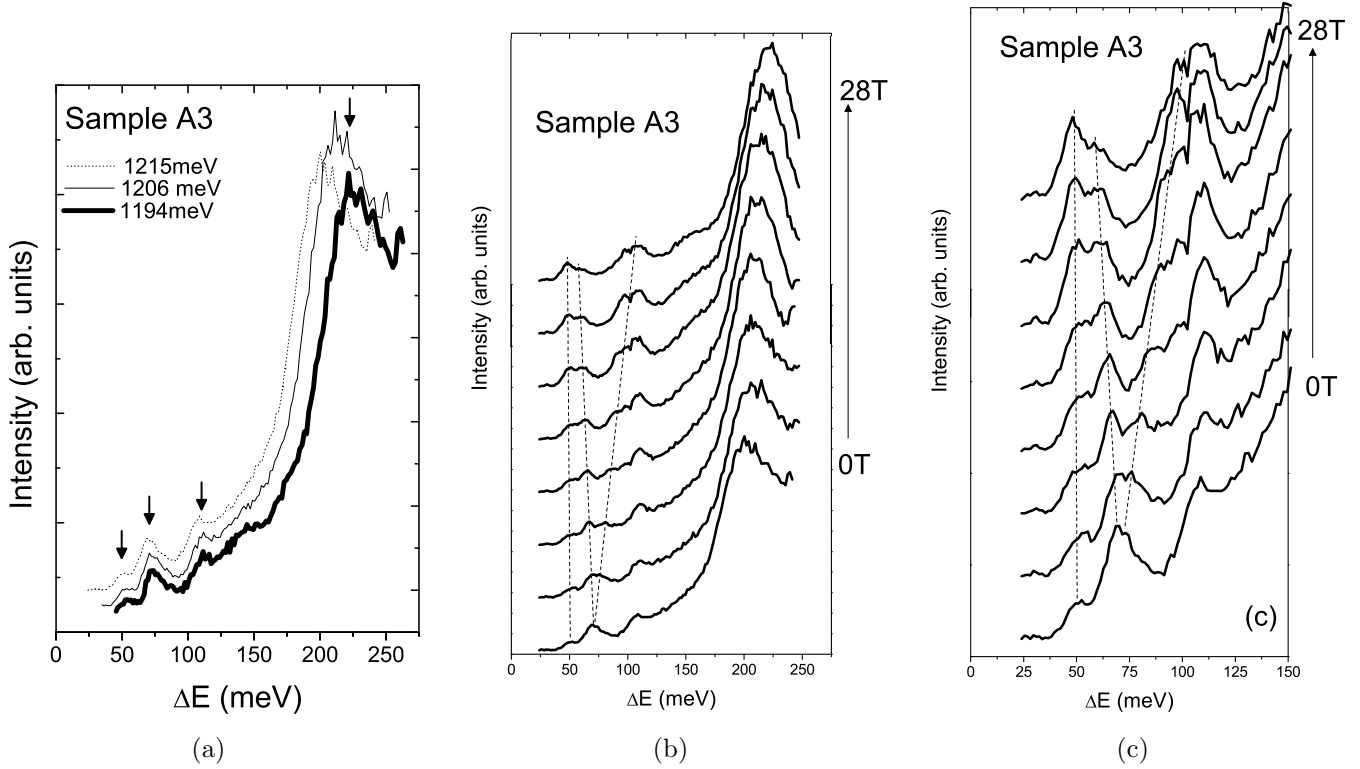 Sample A3
1215meV
1206 meV
1194meV
Intensity (arb. units)
0 50 100 150 200 250
ΔE (meV)
(a)
Sample A3
28T
0T
Intensity (arb. units)
0 50 100 150 200 250
ΔE (meV)
(b)
Sample A3
28T
0T
Intensity (arb. units)
(c)
0 25 50 75 100 125 150
ΔE (meV)
(c)